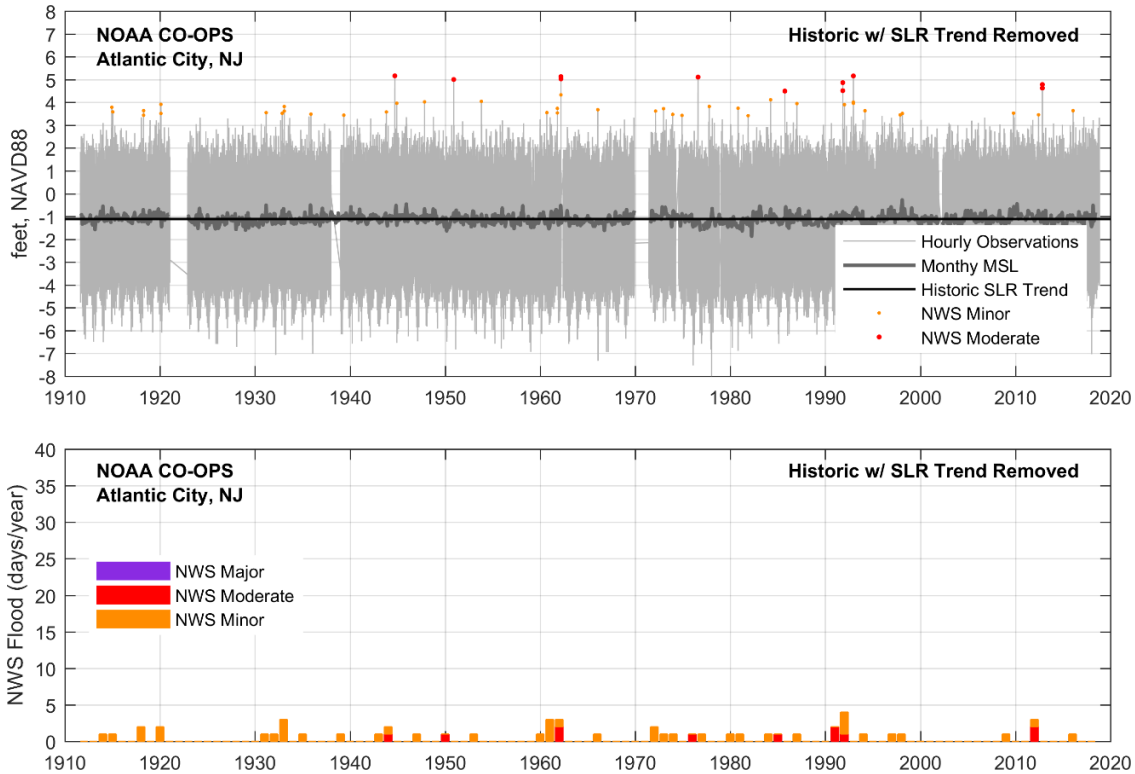 8
7
6
5
4
3
2
1
0
-1
-2
-3
-4
-5
-6
-7
-8
feet, NAVD88
NOAA CO-OPS
Atlantic City, NJ
Historic w/ SLR Trend Removed
Hourly Observations
Monthy MSL
Historic SLR Trend
NWS Minor
NWS Moderate
1910 1920 1930 1940 1950 1960 1970 1980 1990 2000 2010 2020
40
35
30
25
20
15
10
5
0
NWS Flood (days/year)
NOAA CO-OPS
Atlantic City, NJ
Historic w/ SLR Trend Removed
NWS Major
NWS Moderate
NWS Minor
1910 1920 1930 1940 1950 1960 1970 1980 1990 2000 2010 2020